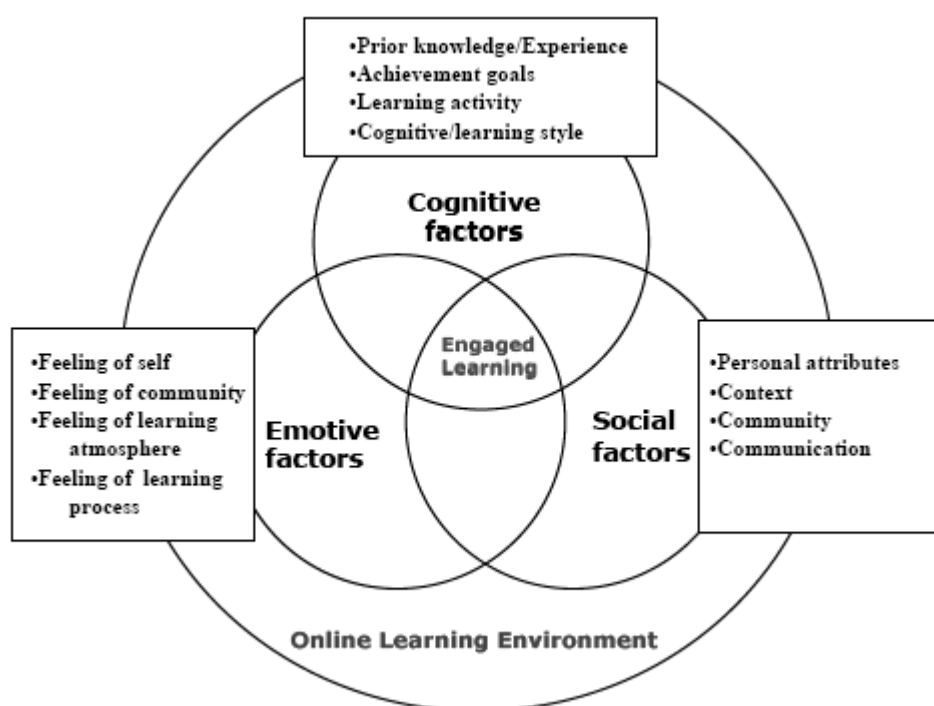 •Prior knowledge/Experience
•Achievement goals
•Learning activity
•Cognitive/learning style
Cognitive
factors
Engaged
Learning
•Feeling of self
•Feeling of community
•Feeling of learning
atmosphere
•Feeling of learning
process
Emotive
factors
Social
factors
•Personal attributes
•Context
•Community
•Communication
Online Learning Environment